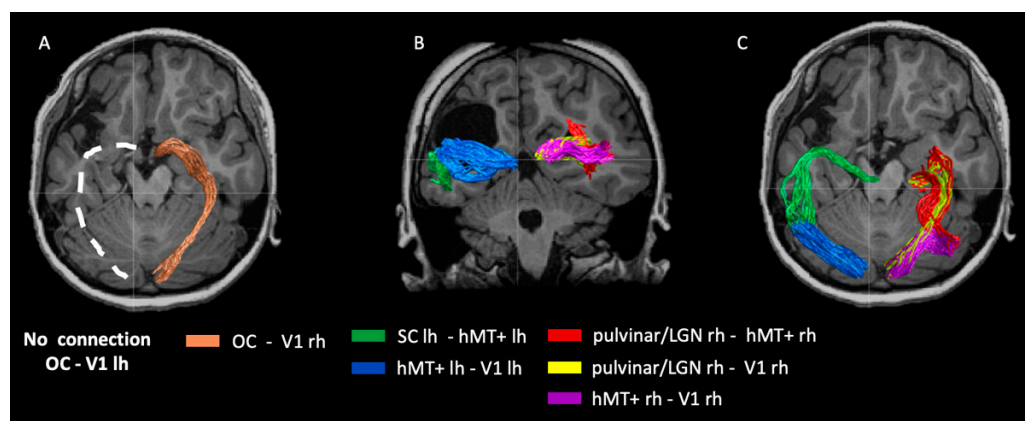 A
B
C
No connection
OC - V1 lh
OC - V1 rh
SC lh - hMT+ lh
hMT+ lh - V1 lh
pulvinar/LGN rh - hMT+ rh
pulvinar/LGN rh - V1 rh
hMT+ rh - V1 rh